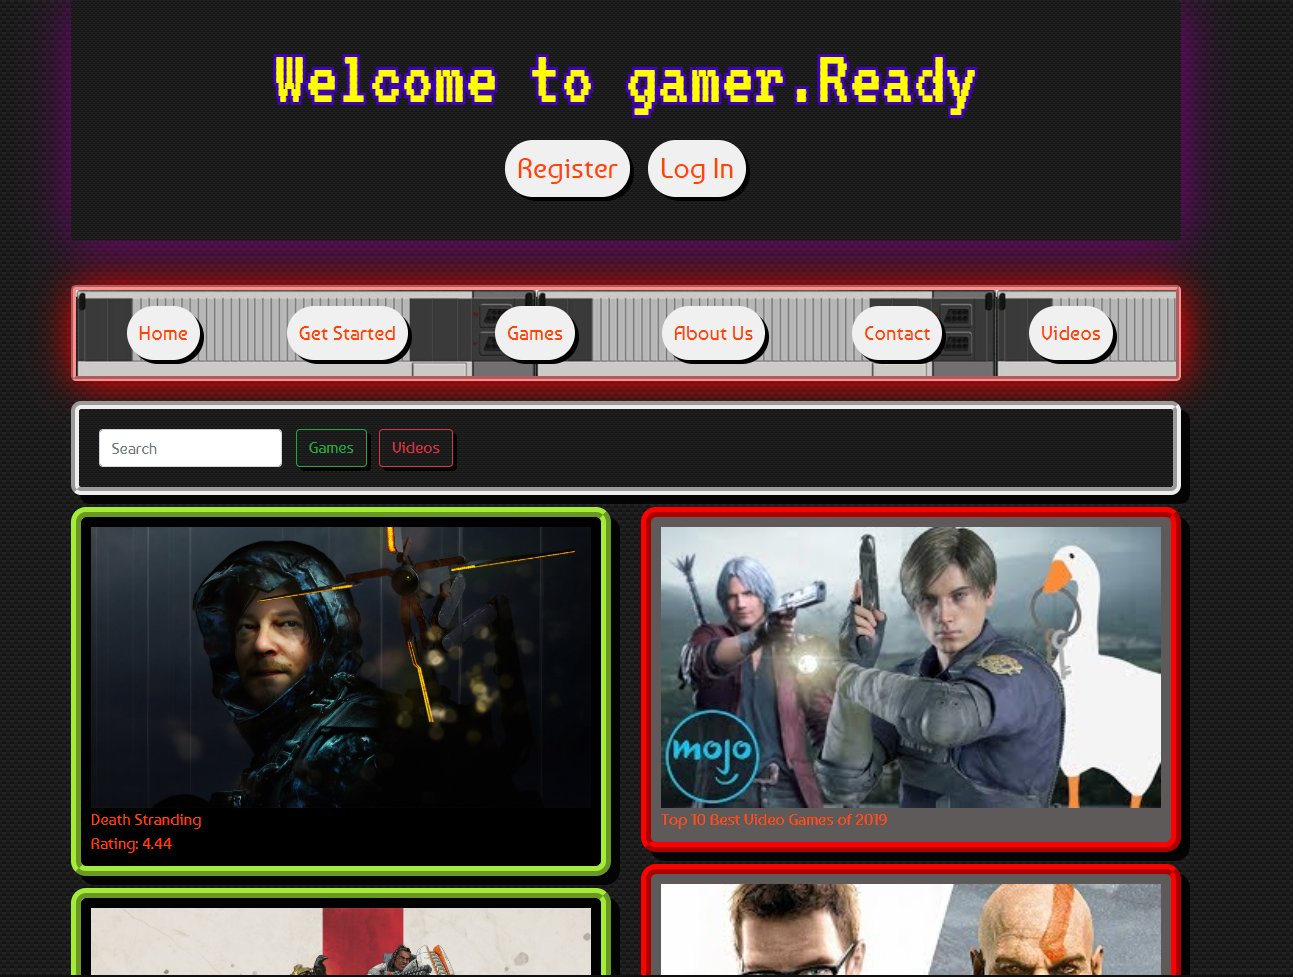 Welcome to gamer.Ready
Register Log In
Home Get Started Games About Us Contact Videos
Search Games Videos
mojo
Death Stranding
Rating: 4.44
Top 10 Best Video Games of 2019